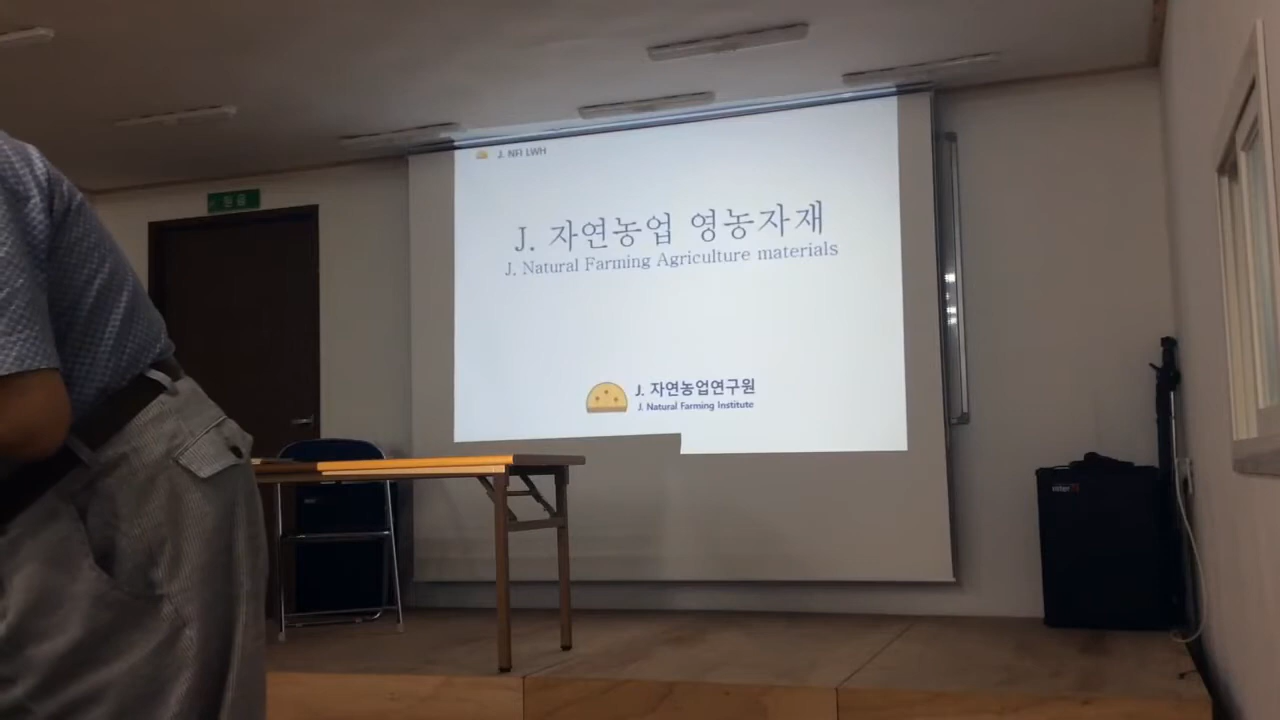 J. NFI LWH
J. 자연농업 영농자재
J. Natural Farming Agriculture materials
J. 자연농업연구원
J. Natural Farming Institute